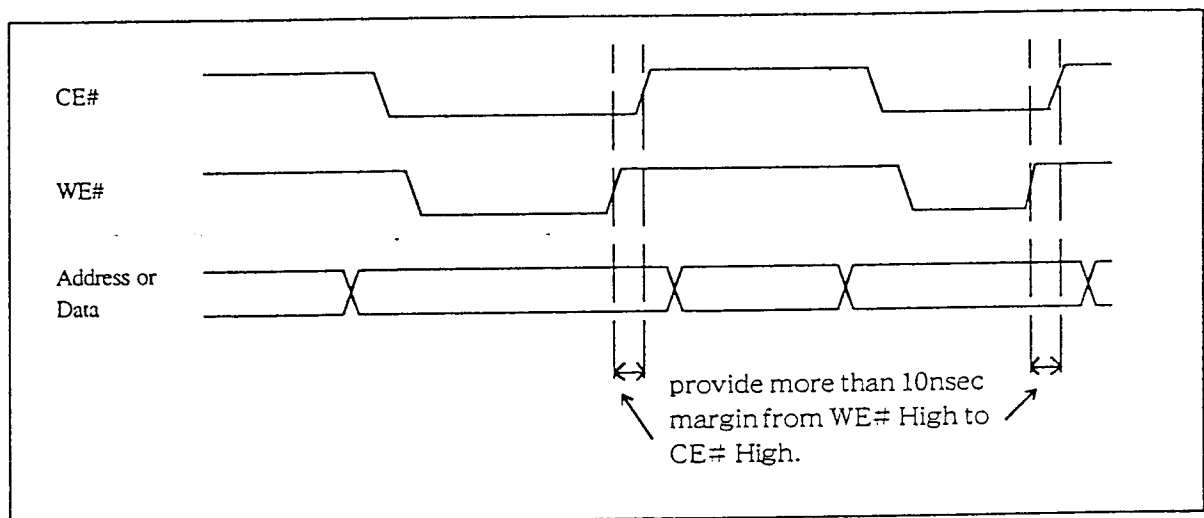 CE#
WE#
Address or
Data
provide more than 10nsec
margin from WE# High to
CE# High.